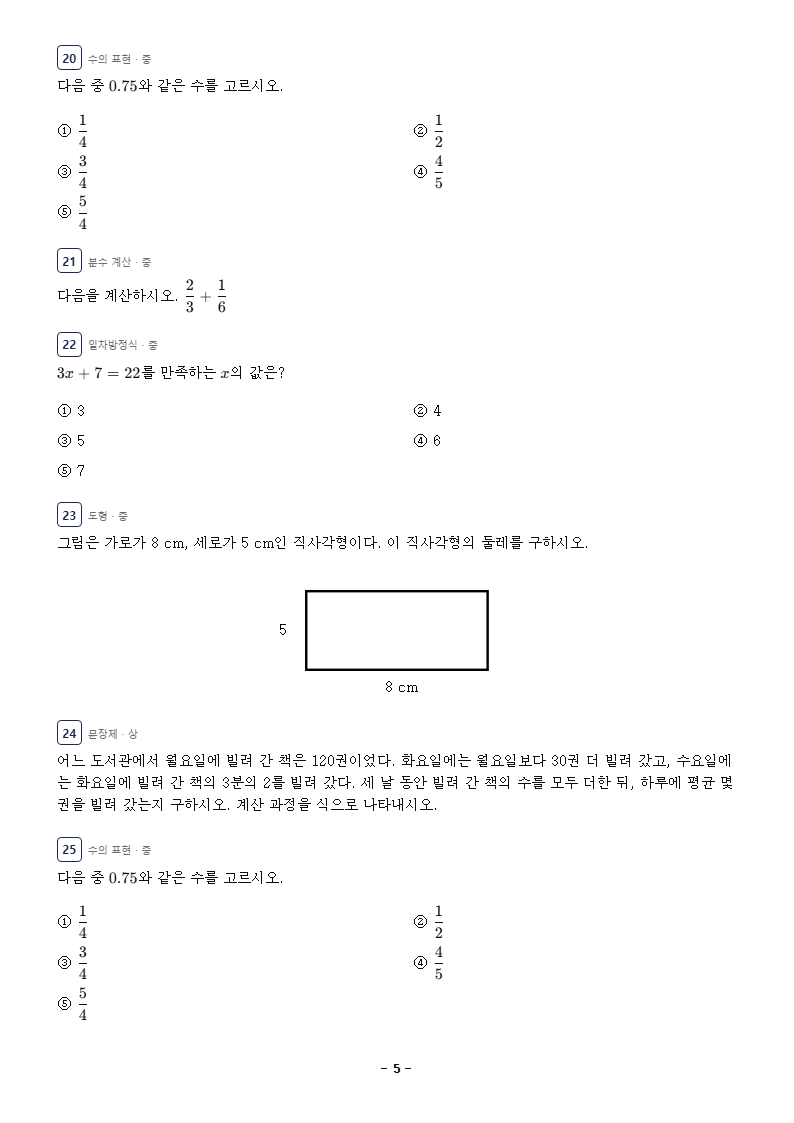 20 수의 표현 · 중
다음 중 0.75와 같은 수를 고르시오.
① 1/4 ② 1/2
③ 3/4 ④ 4/5
⑤ 5/4
21 분수 계산 · 중
다음을 계산하시오. 2/3 + 1/6
22 일차방정식 · 중
3x + 7 = 22를 만족하는 x의 값은?
① 3 ② 4
③ 5 ④ 6
⑤ 7
23 도형 · 중
그림은 가로가 8 cm, 세로가 5 cm인 직사각형이다. 이 직사각형의 둘레를 구하시오.
5
8 cm
24 문장제 · 상
어느 도서관에서 월요일에 빌려 간 책은 120권이었다. 화요일에는 월요일보다 30권 더 빌려 갔고, 수요일에
는 화요일에 빌려 간 책의 3분의 2를 빌려 갔다. 세 날 동안 빌려 간 책의 수를 모두 더한 뒤, 하루에 평균 몇
권을 빌려 갔는지 구하시오. 계산 과정을 식으로 나타내시오.
25 수의 표현 · 중
다음 중 0.75와 같은 수를 고르시오.
① 1/4 ② 1/2
③ 3/4 ④ 4/5
⑤ 5/4
- 5 -